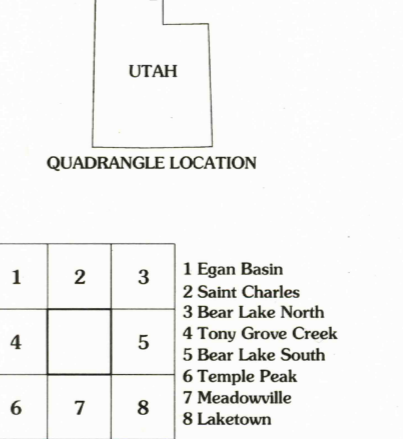 UTAH
QUADRANGLE LOCATION
1 2 3
4 5
6 7 8
1 Egan Basin
2 Saint Charles
3 Bear Lake North
4 Tony Grove Creek
5 Bear Lake South
6 Temple Peak
7 Meadowville
8 Laketown